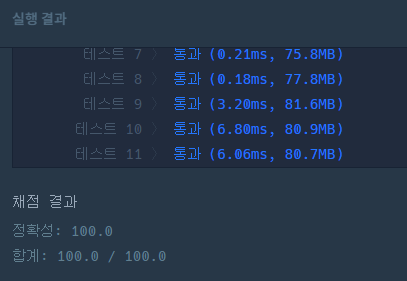 실행 결과
테스트 7 〉 통과 (0.21ms, 75.8MB)
테스트 8 〉 통과 (0.18ms, 77.8MB)
테스트 9 〉 통과 (3.20ms, 81.6MB)
테스트 10 〉 통과 (6.80ms, 80.9MB)
테스트 11 〉 통과 (6.06ms, 80.7MB)
채점 결과
정확성: 100.0
합계: 100.0 / 100.0